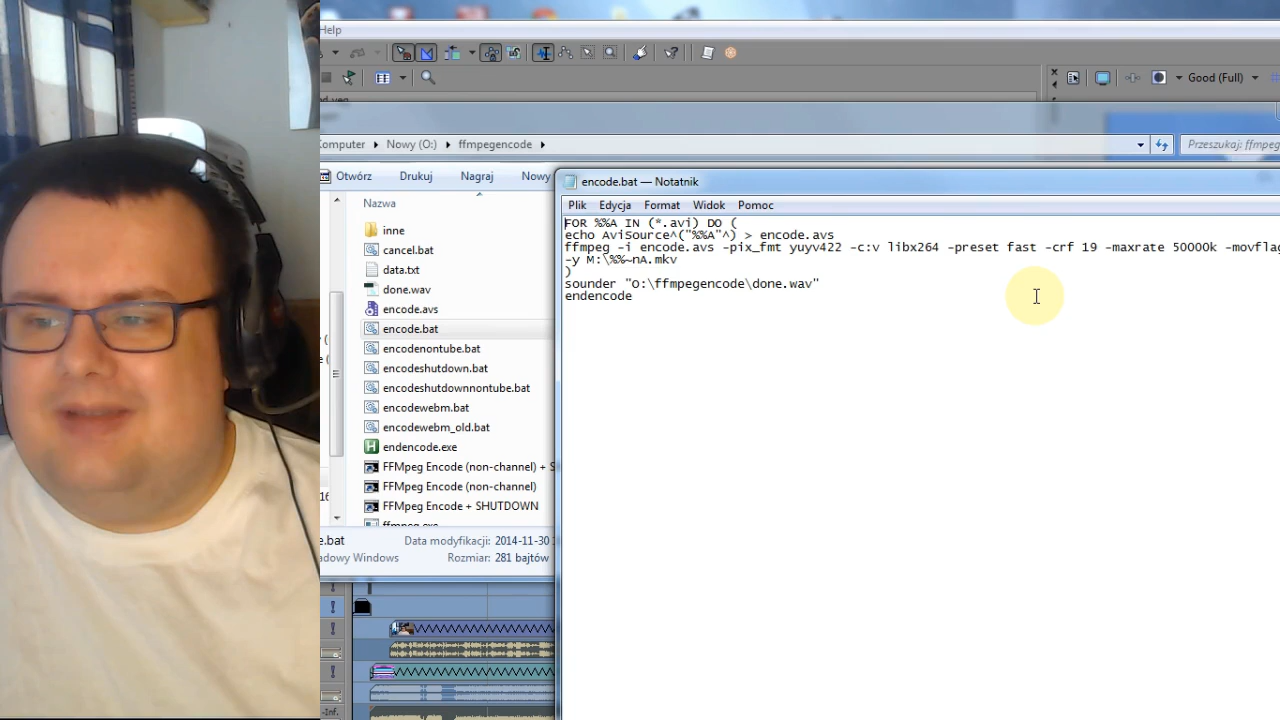 Help
Good (Full)
Nowy (O:) ffmpegencode
Przeszukaj:
Otwórz Drukuj Nagraj Nowy
Nazwa
inne
cancel.bat
data.txt
done.wav
encode.avs
encode.bat
encodenontube.bat
encodeshutdown.bat
encodeshutdownnontube.bat
encodewebm.bat
encodewebm_old.bat
endencode.exe
FFMpeg Encode (non-channel) +
FFMpeg Encode (non-channel)
FFMpeg Encode + SHUTDOWN
Data modyfikacji: 2014-11-30
Windows Rozmiar: 281 bajtów
encode.bat — Notatnik
Plik Edycja Format Widok Pomoc
FOR %%A IN (*.avi) DO (
echo AviSource^("%%A"^) > encode.avs
ffmpeg -i encode.avs -pix_fmt yuyv422 -c:v libx264 -preset fast -crf 19 -maxrate 50000k -movflag
-y M:\%%~nA.mkv
)
sounder "O:\ffmpegencode\done.wav"
endencode
-Inf.